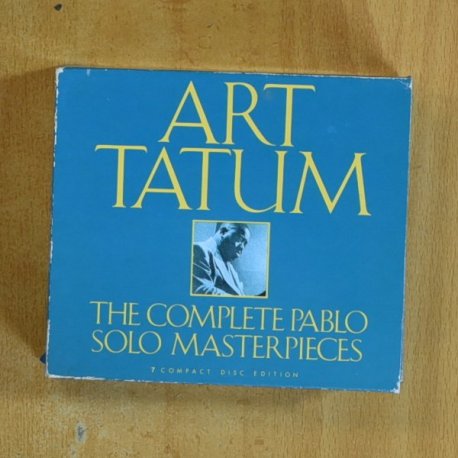 ART
TATUM
THE COMPLETE PABLO
SOLO MASTERPIECES
7 COMPACT DISC EDITION